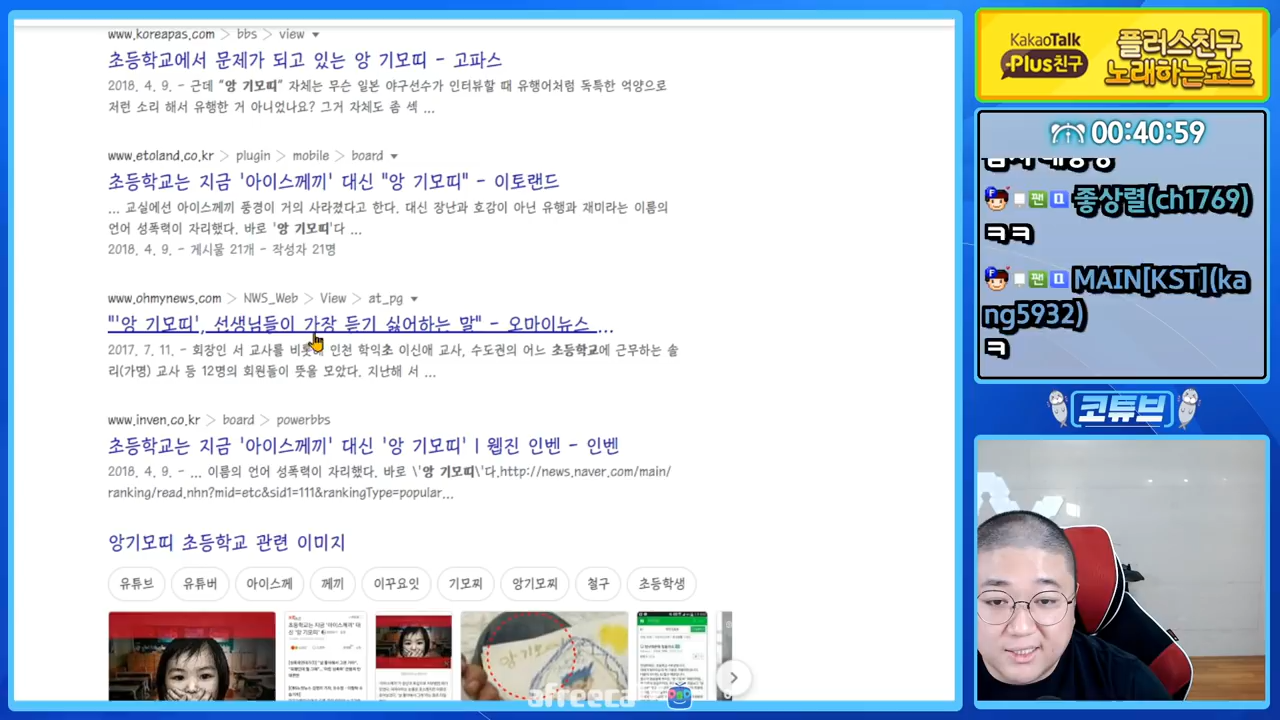 www.koreapas.com > bbs > view
초등학교에서 문제가 되고 있는 앙 기모띠 - 고파스
2018. 4. 9. - 근데 "앙 기모띠" 자체는 무슨 일본 야구선수가 인터뷰할 때 유행어처럼 독특한 억양으로
저런 소리 해서 유행한 거 아니었나요? 그거 자체도 좀 섹 ...
www.etoland.co.kr > plugin > mobile > board
초등학교는 지금 '아이스께끼' 대신 "앙 기모띠" - 이토랜드
... 교실에선 아이스께끼 풍경이 거의 사라졌다고 한다. 대신 장난과 호감이 아닌 유행과 재미라는 이름의
언어 성폭력이 자리했다. 바로 '앙 기모띠'다 ...
2018. 4. 9. - 게시물 21개 - 작성자 21명
www.ohmynews.com > NWS_Web > View > at_pg
"'앙 기모띠', 선생님들이 가장 듣기 싫어하는 말" - 오마이뉴스 ...
2017. 7. 11. - 회장인 서 교사를 비롯해 인천 학익초 이신애 교사, 수도권의 어느 초등학교에 근무하는 솔
리(가명) 교사 등 12명의 회원들이 뜻을 모았다. 지난해 서 ...
www.inven.co.kr > board > powerbbs
초등학교는 지금 '아이스께끼' 대신 '앙 기모띠' | 웹진 인벤 - 인벤
2018. 4. 9. - ... 이름의 언어 성폭력이 자리했다. 바로 \'앙 기모띠\'다.http://news.naver.com/main/
ranking/read.nhn?mid=etc&sid1=111&rankingType=popular...
앙기모띠 초등학교 관련 이미지
유튜브 유튜버 아이스께 께끼 이꾸요잇 기모찌 앙기모찌 철구 초등학생
afreeca
KakaoTalk
Plus친구
플러스친구
노래하는코트
00:40:59
팬 좋상렬(ch1769)
ㅋㅋ
팬 MAIN[KST](ka
ng5932)
ㅋ
코튜브